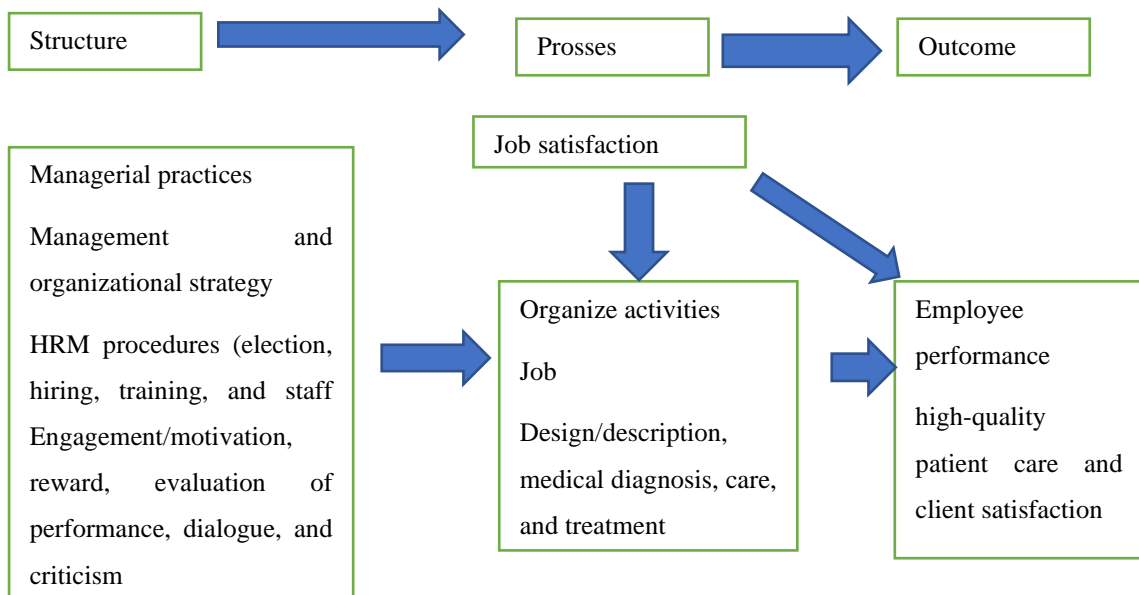 Structure
Prosses
Outcome
Job satisfaction
Managerial practices
Management and
organizational strategy
HRM procedures (election,
hiring, training, and staff
Engagement/motivation,
reward, evaluation of
performance, dialogue, and
criticism
Organize activities
Job
Design/description,
medical diagnosis, care,
and treatment
Employee
performance
high-quality
patient care and
client satisfaction